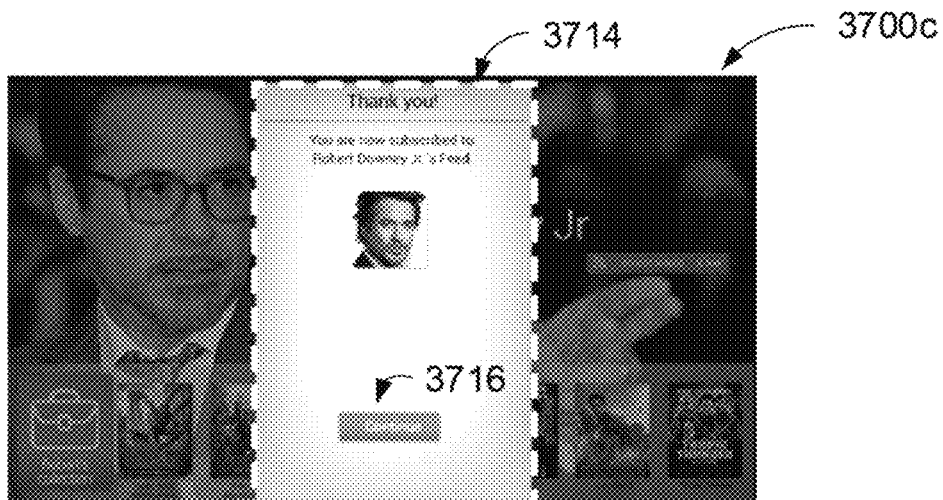 3714
3700c
Thank you!
You are now subscribed to
Robert Downey Jr.'s Feed
Jr
3716